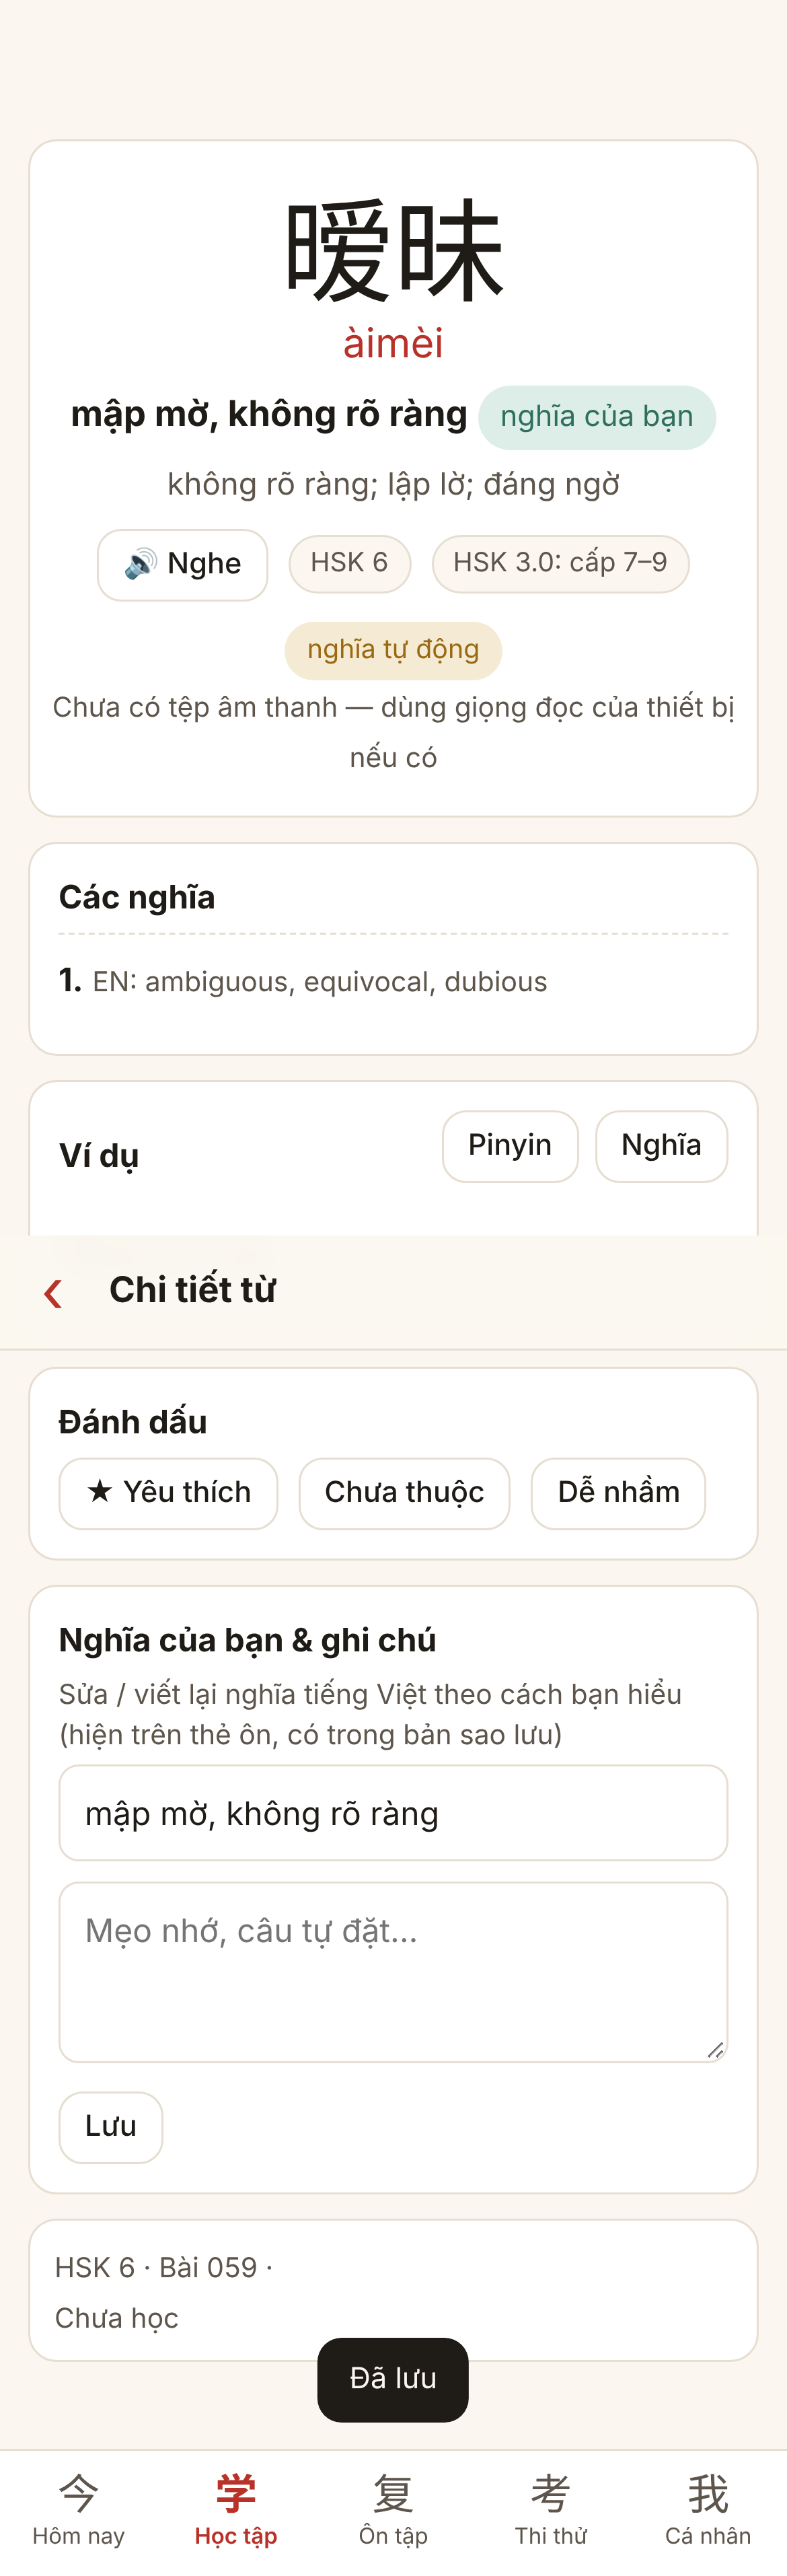 暧昧
àimèi
mập mờ, không rõ ràng nghĩa của bạn
không rõ ràng; lập lờ; đáng ngờ
🔊 Nghe HSK 6 HSK 3.0: cấp 7–9
nghĩa tự động
Chưa có tệp âm thanh — dùng giọng đọc của thiết bị
nếu có
Các nghĩa
1. EN: ambiguous, equivocal, dubious
Ví dụ Pinyin Nghĩa
‹ Chi tiết từ
Đánh dấu
★ Yêu thích Chưa thuộc Dễ nhầm
Nghĩa của bạn & ghi chú
Sửa / viết lại nghĩa tiếng Việt theo cách bạn hiểu
(hiện trên thẻ ôn, có trong bản sao lưu)
mập mờ, không rõ ràng
Mẹo nhớ, câu tự đặt...
Lưu
HSK 6 · Bài 059 ·
Chưa học
Đã lưu
今 学 复 考 我
Hôm nay Học tập Ôn tập Thi thử Cá nhân